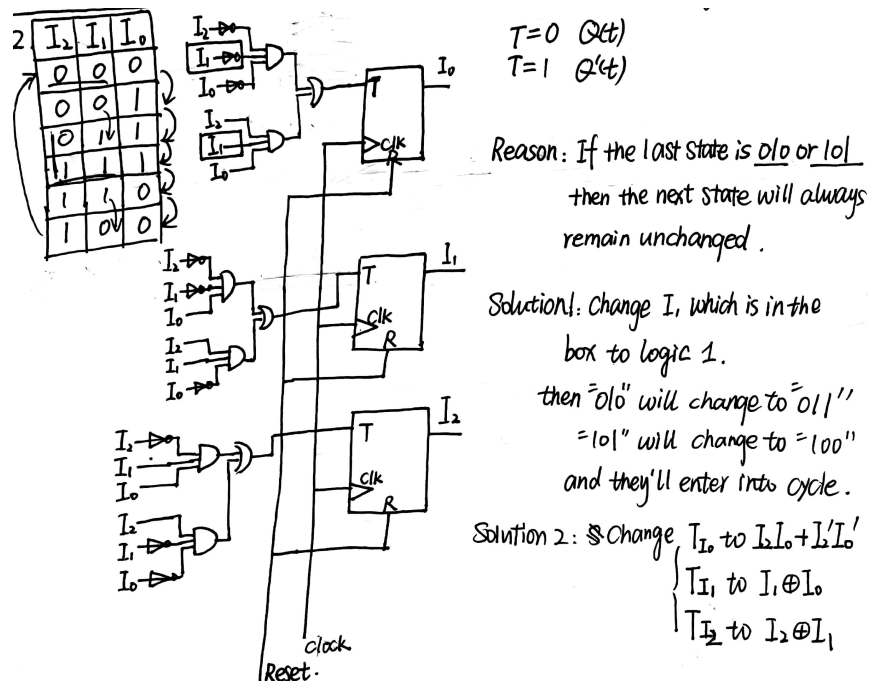 2 I₂ I₁ I₀
0 0 0
0 0 1
0 1 1
1 1 1
1 1 0
1 0 0
I₂
I₁
I₀
I₂
I₁
I₀
T
I₀
Clk
R
I₂
I₁
I₀
I₂
I₁
I₀
T
I₁
Clk
R
I₂
I₁
I₀
I₂
I₁
I₀
T
I₂
Clk
R
Clock
Reset.
T=0 Q(t)
T=1 Q'(t)
Reason: If the last state is 010 or 101
then the next state will always
remain unchanged.
Solution1: Change I, which is in the
box to logic 1.
then "010" will change to "011"
"101" will change to "100"
and they'll enter into cycle.
Solution 2: Change T_I₀ to I₂I₀+I₂'I₀'
T_I₁ to I₁⊕I₀
T_I₂ to I₂⊕I₁